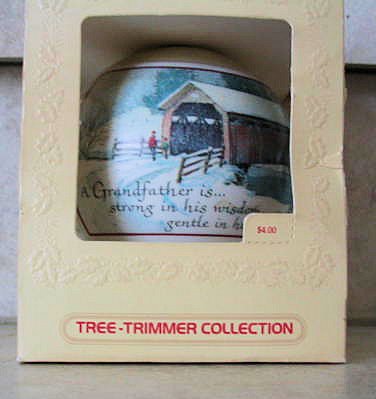 A Grandfather is...
strong in his wisdom
gentle in
$4.00
TREE-TRIMMER COLLECTION